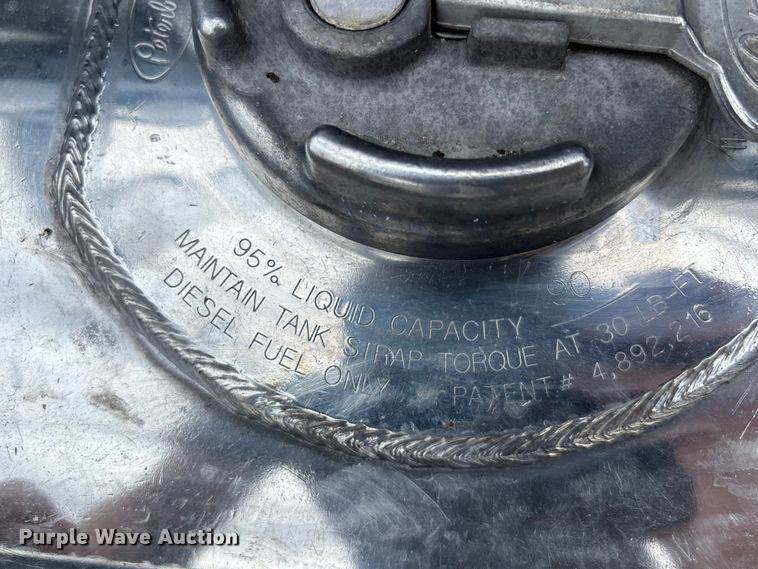 95% LIQUID CAPACITY 90
MAINTAIN TANK STRAP TORQUE AT 30 LB-FT
DIESEL FUEL ONLY PATENT# 4,892,216
Purple Wave Auction